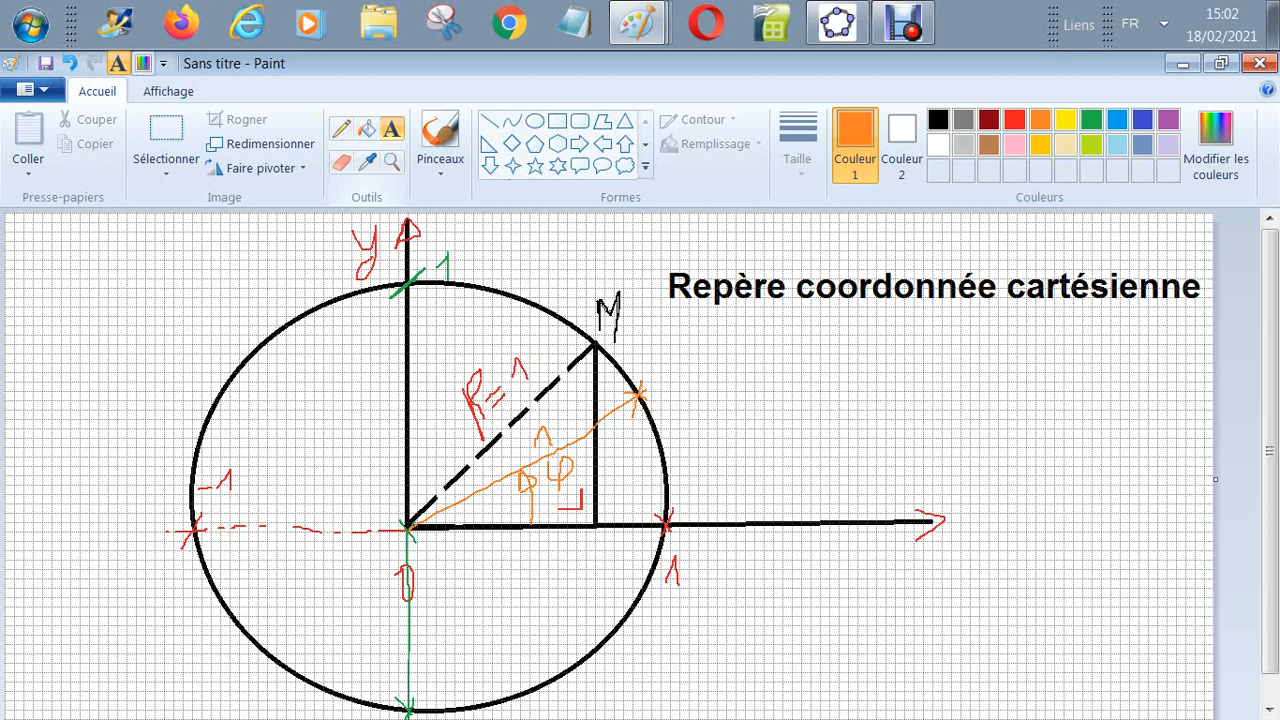 15:02
Liens
FR
18/02/2021
Sans titre - Paint
Accueil
Affichage
Coller
Couper
Copier
Sélectionner
Rogner
Redimensionner
Faire pivoter
A
Pinceaux
Contour
Remplissage
Taille
Couleur
1
Couleur
2
Modifier les
couleurs
Presse-papiers
Image
Outils
Formes
Couleurs
y
1
Repère coordonnée cartésienne
M
R=1
φ
-1
0
1